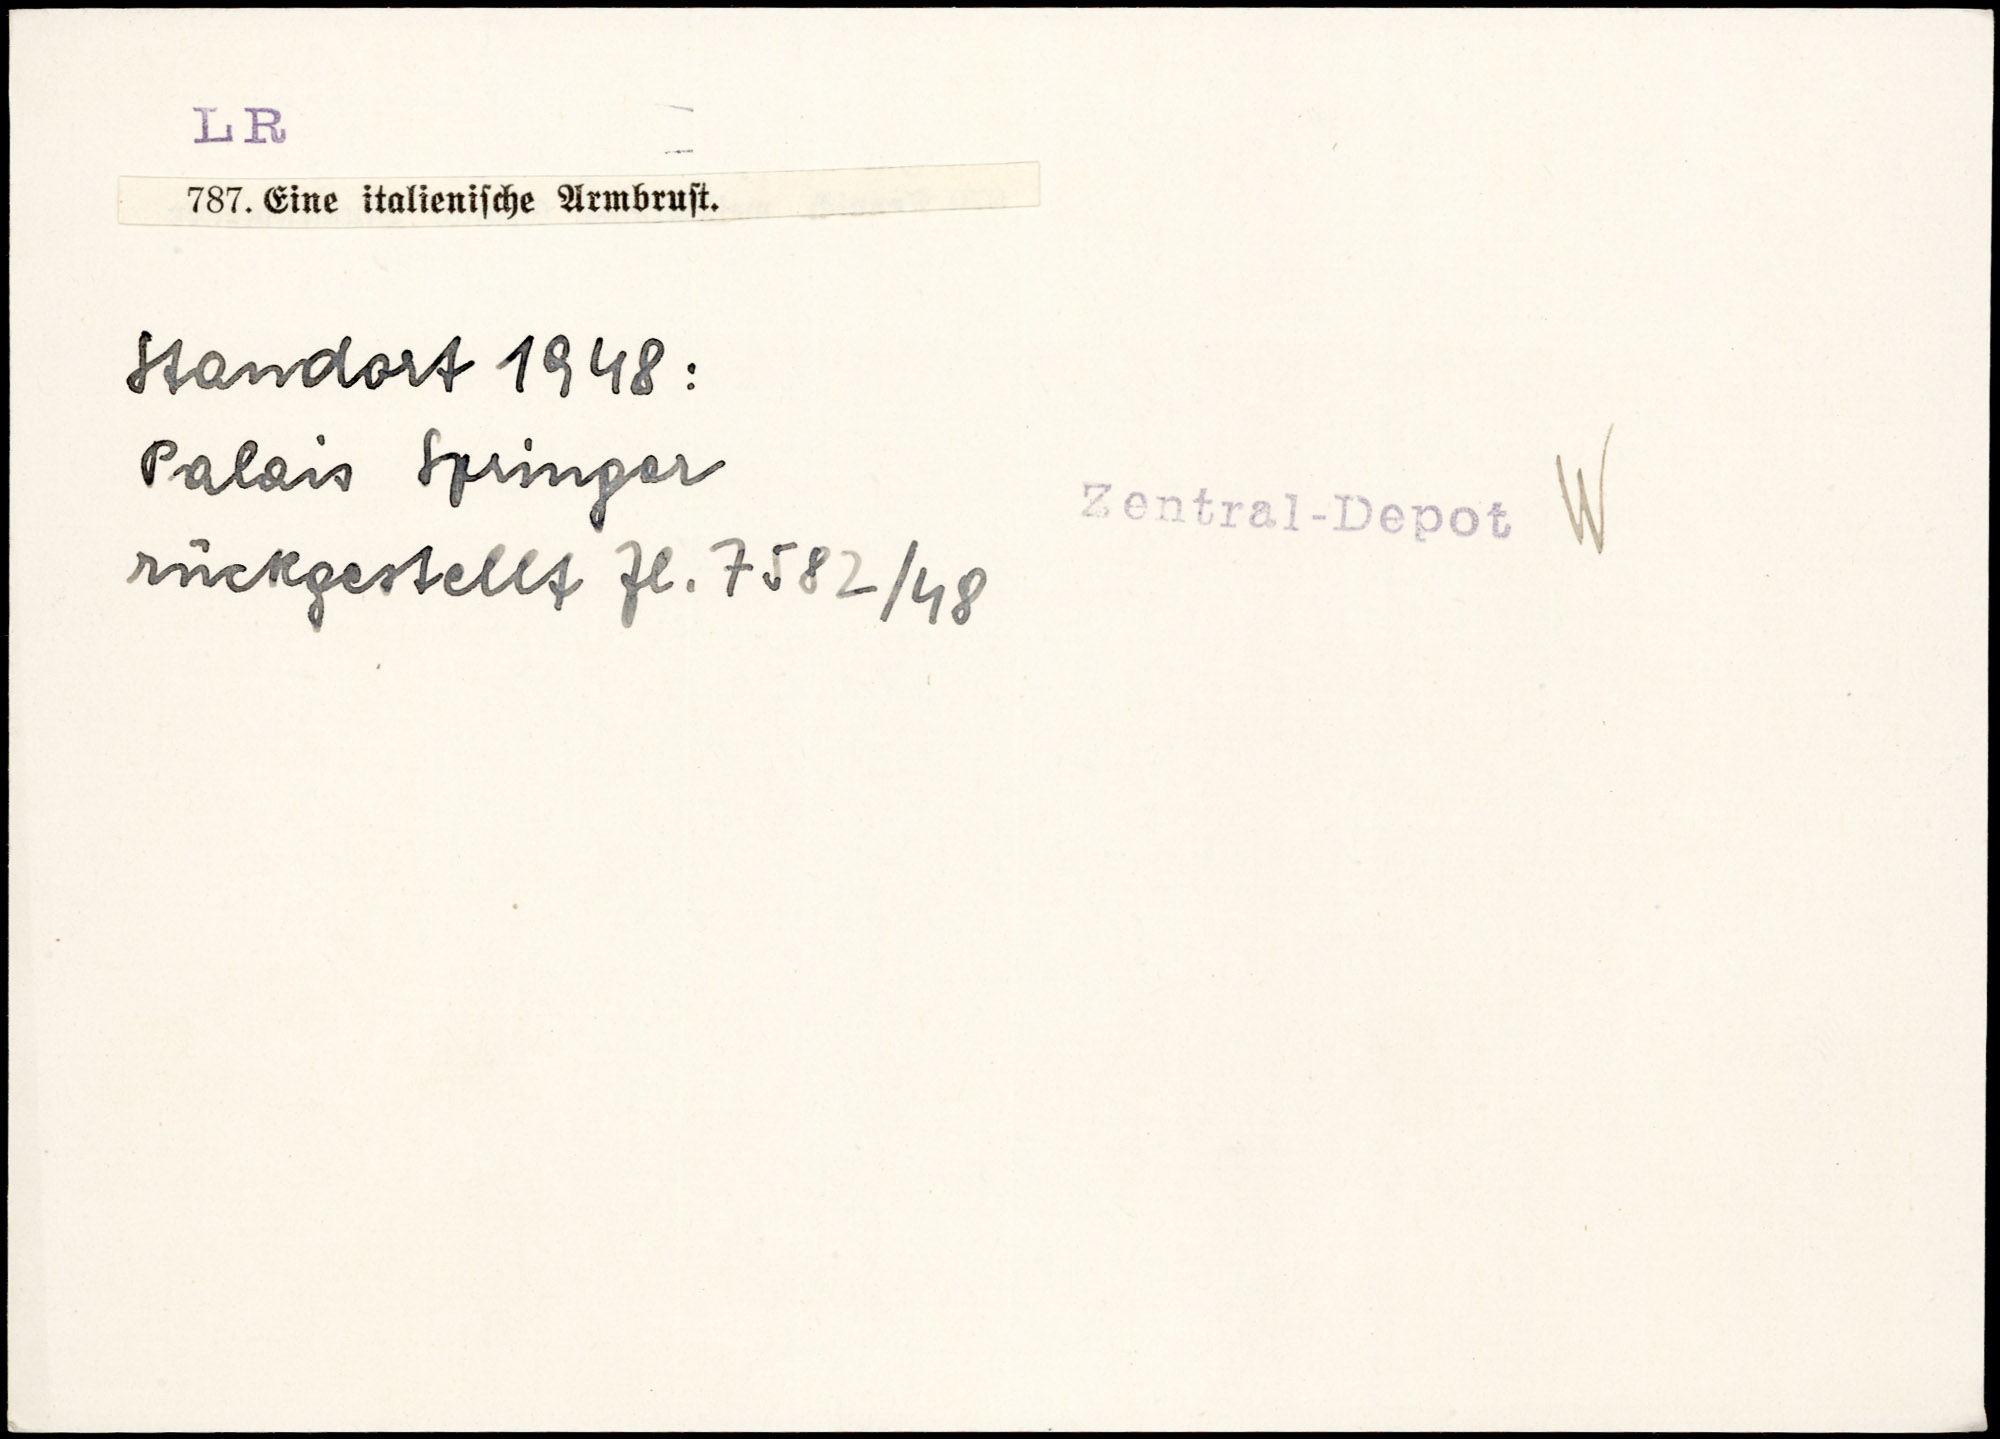 LR
787. Eine italieniſche Armbruſt.
Standort 1948:
Palais Springer
rückgestellt Zl. 7582/48
Zentral-Depot W